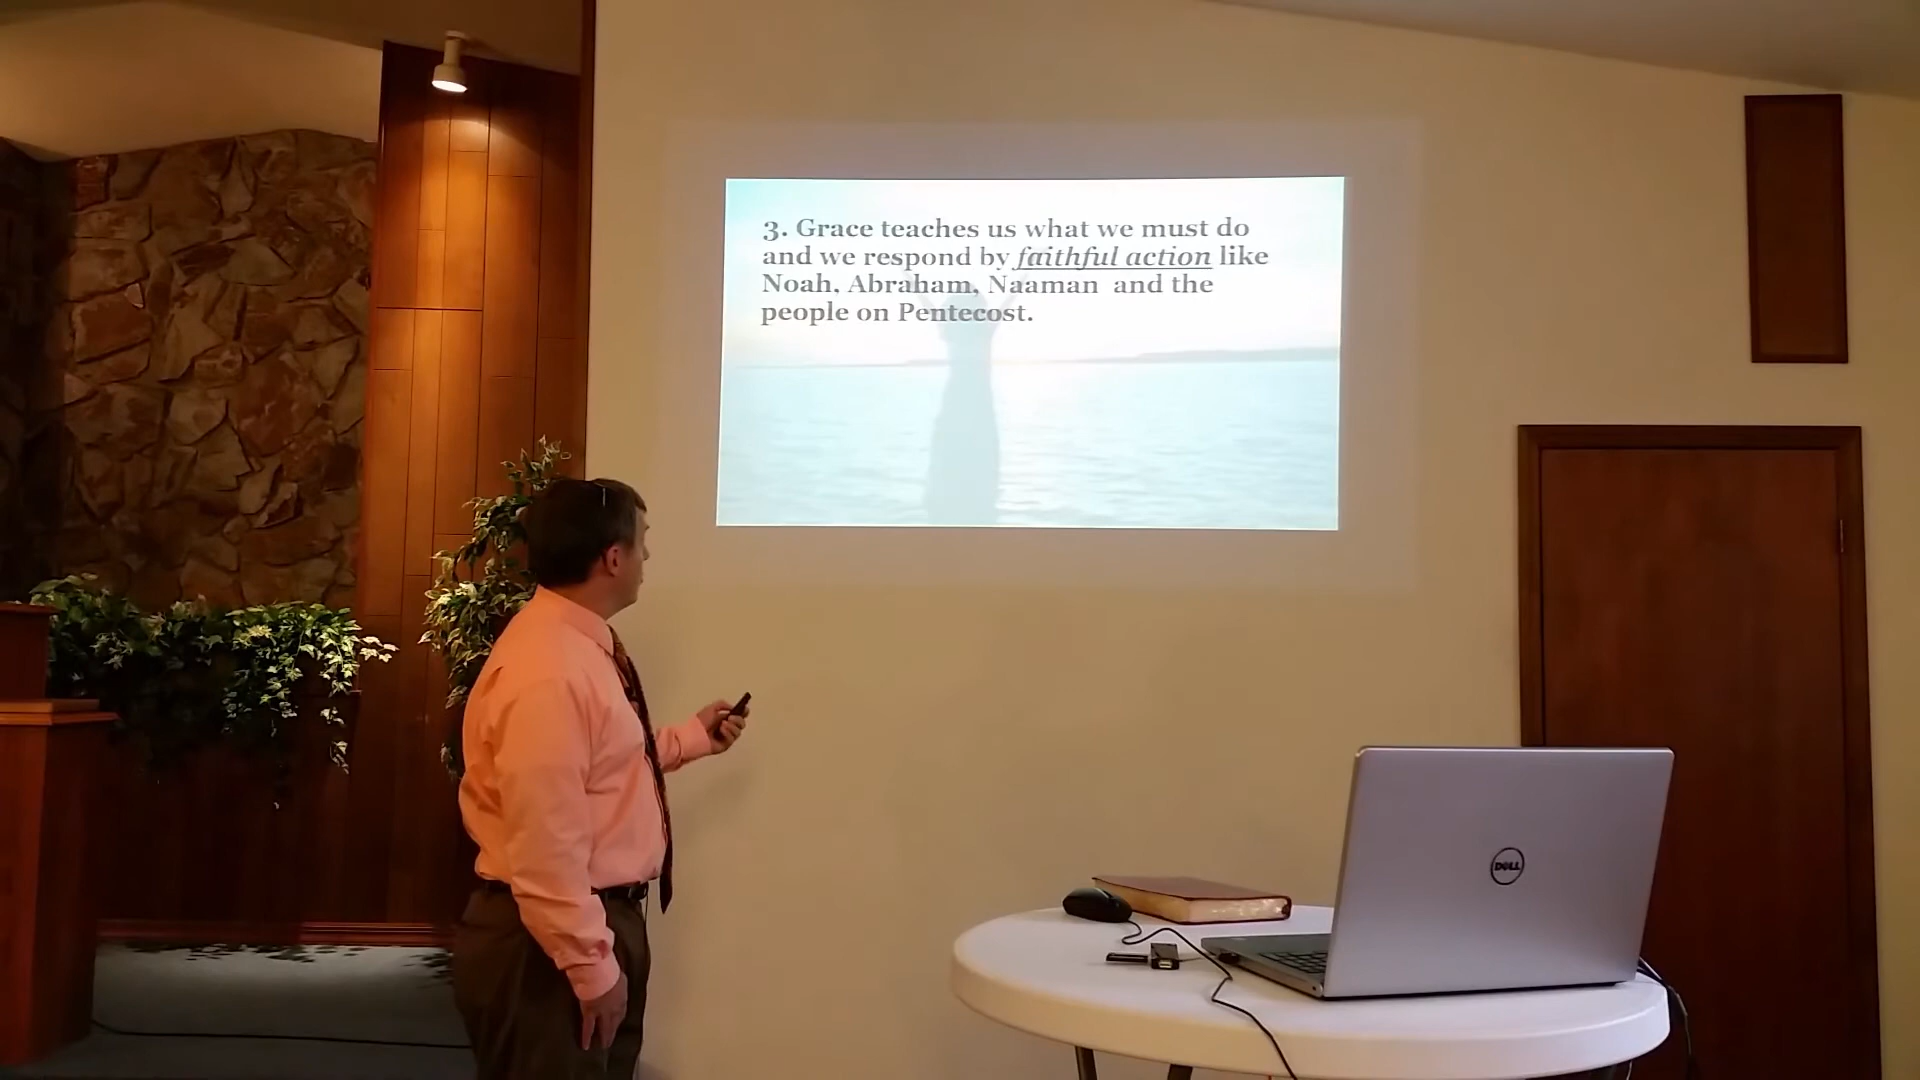 3. Grace teaches us what we must do
and we respond by faithful action like
Noah, Abraham, Naaman and the
people on Pentecost.
DELL